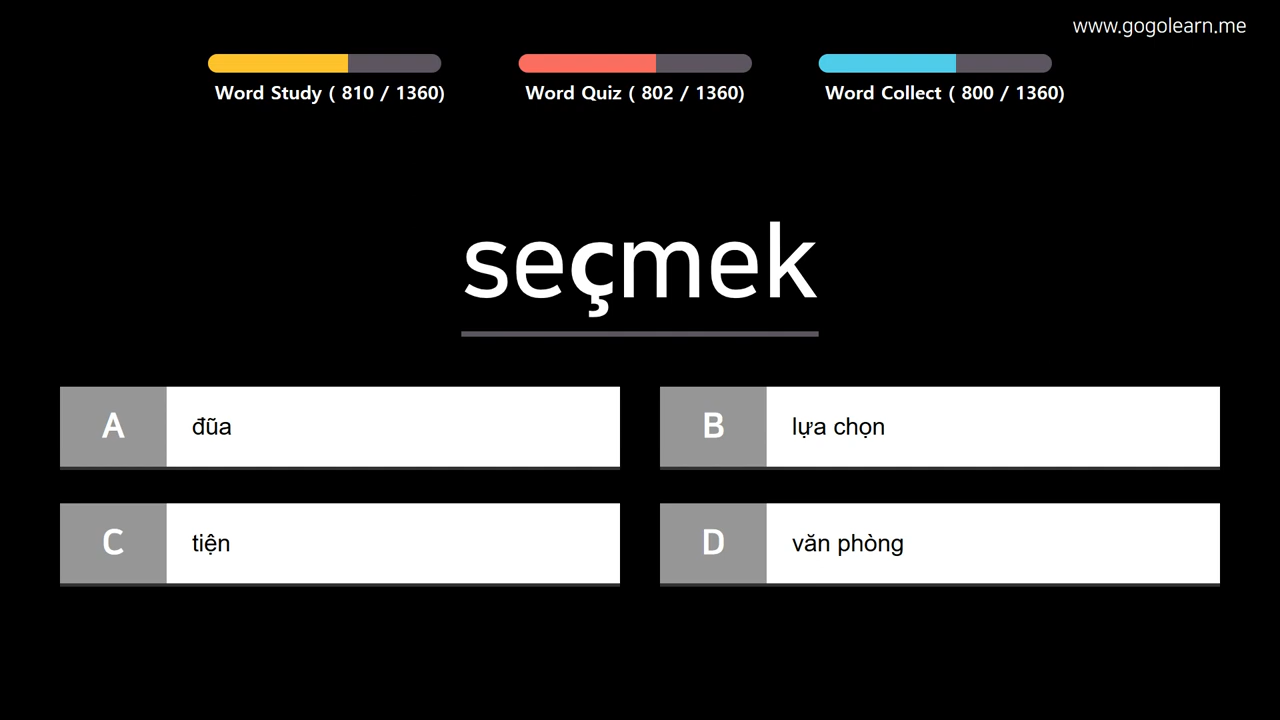 www.gogolearn.me
Word Study ( 810 / 1360)
Word Quiz ( 802 / 1360)
Word Collect ( 800 / 1360)
seçmek
A đũa
B lựa chọn
C tiện
D văn phòng